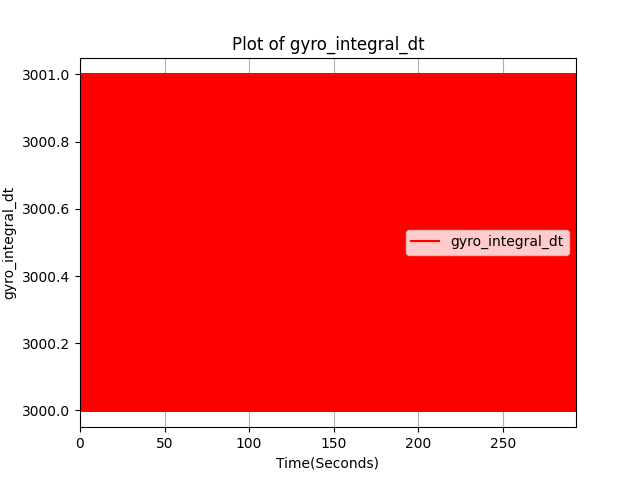 Plot of gyro_integral_dt
3001.0
3000.8
3000.6
3000.4
3000.2
3000.0
gyro_integral_dt
gyro_integral_dt
0 50 100 150 200 250
Time(Seconds)